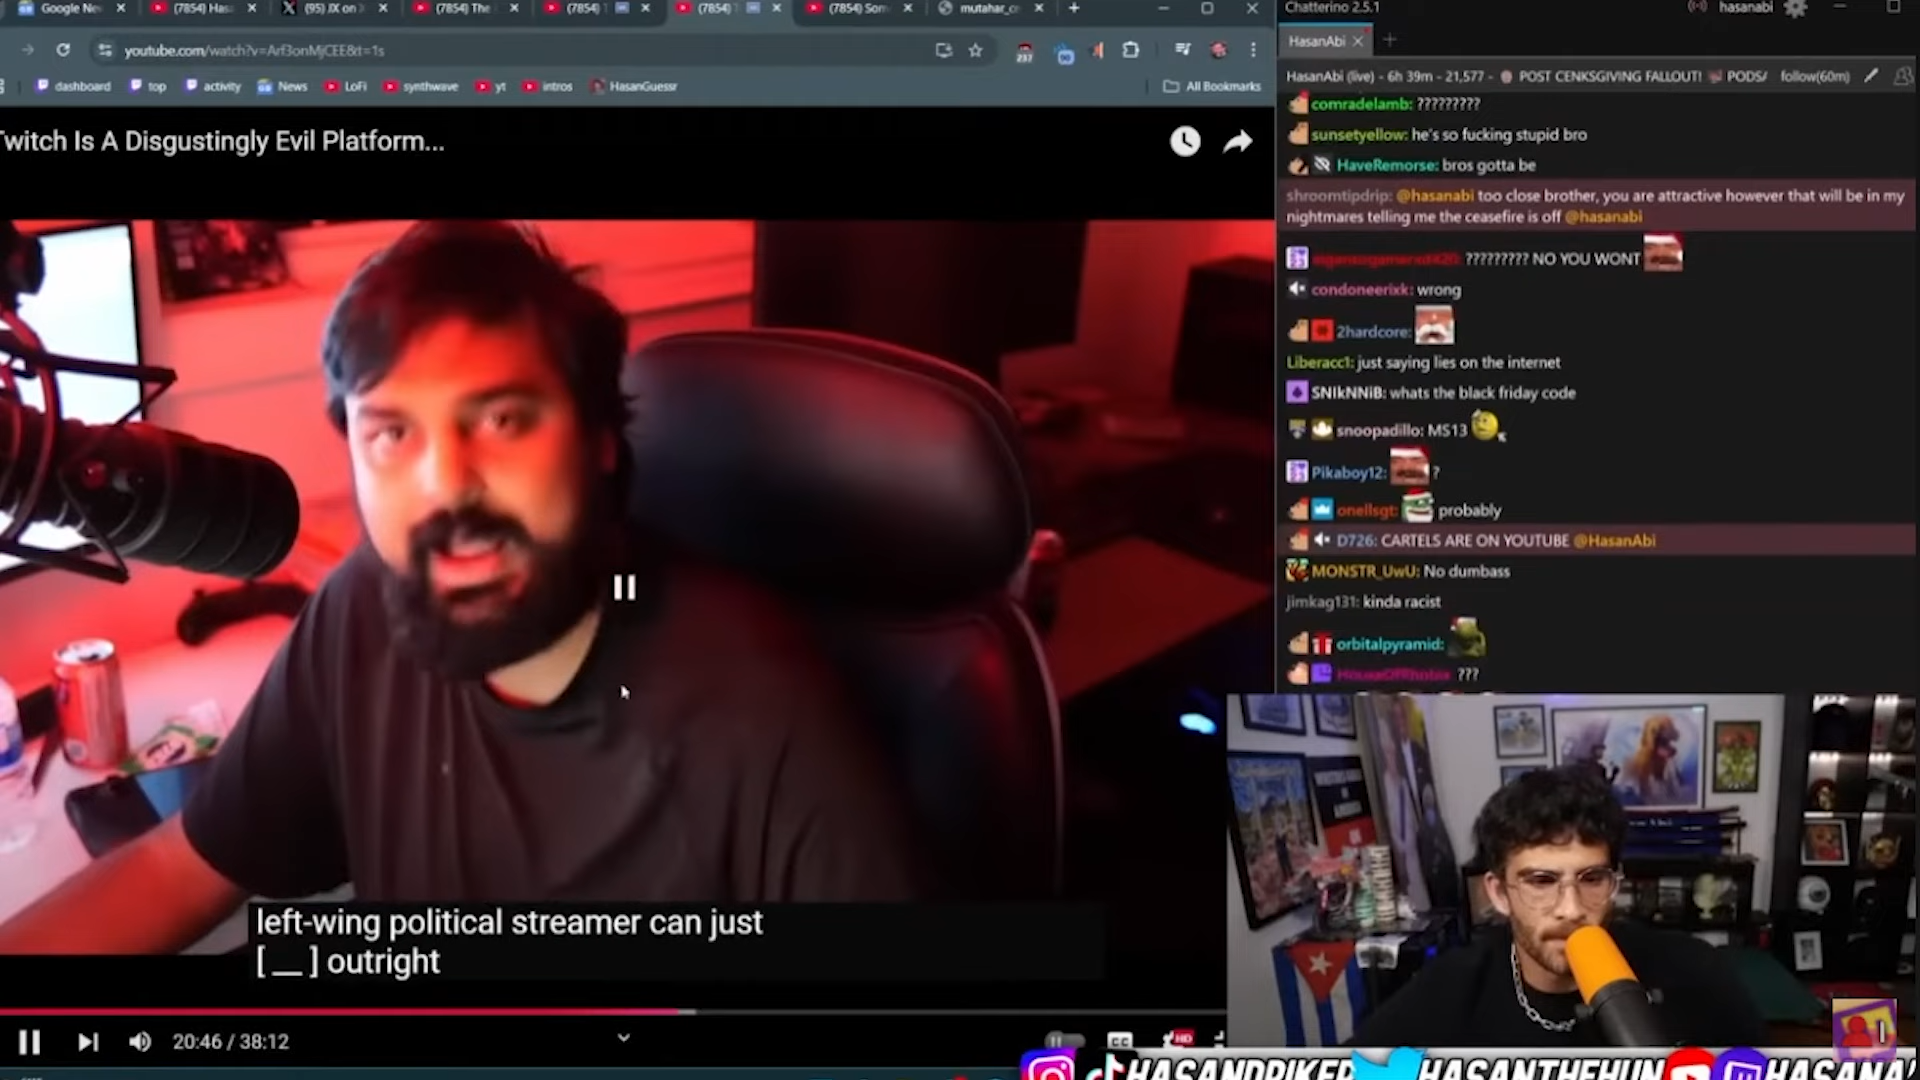 Google Ne
(7854) Has
(95) JX on
(7854) The
(7854)
(7854)
(7854) Som
mutahar_c
youtube.com/watch?v=Arf3onMjCEE&t=1s
237
dashboard
top
activity
News
LoFi
synthwave
yt
intros
HasanGuessr
All Bookmarks
Twitch Is A Disgustingly Evil Platform...
left-wing political streamer can just
[ __ ] outright
20:46 / 38:12
CC
HD
Chatterino 2.5.1
hasanabi
HasanAbi
HasanAbi (live) - 6h 39m - 21,577 - POST CENKSGIVING FALLOUT! PODS/ follow(60m)
comradelamb: ?????????
sunsetyellow: he's so fucking stupid bro
HaveRemorse: bros gotta be
shroomtipdrip: @hasanabi too close brother, you are attractive however that will be in my
nightmares telling me the ceasefire is off @hasanabi
????????? NO YOU WONT
condoneerixk: wrong
2hardcore:
Liberacc1: just saying lies on the internet
SNIkNNiB: whats the black friday code
snoopadillo: MS13
Pikaboy12: ?
onellsgt: probably
D726: CARTELS ARE ON YOUTUBE @HasanAbi
MONSTR_UwU: No dumbass
jimkag131: kinda racist
orbitalpyramid:
???
HASANDPIKER
HASANTHEHUN
HASANA